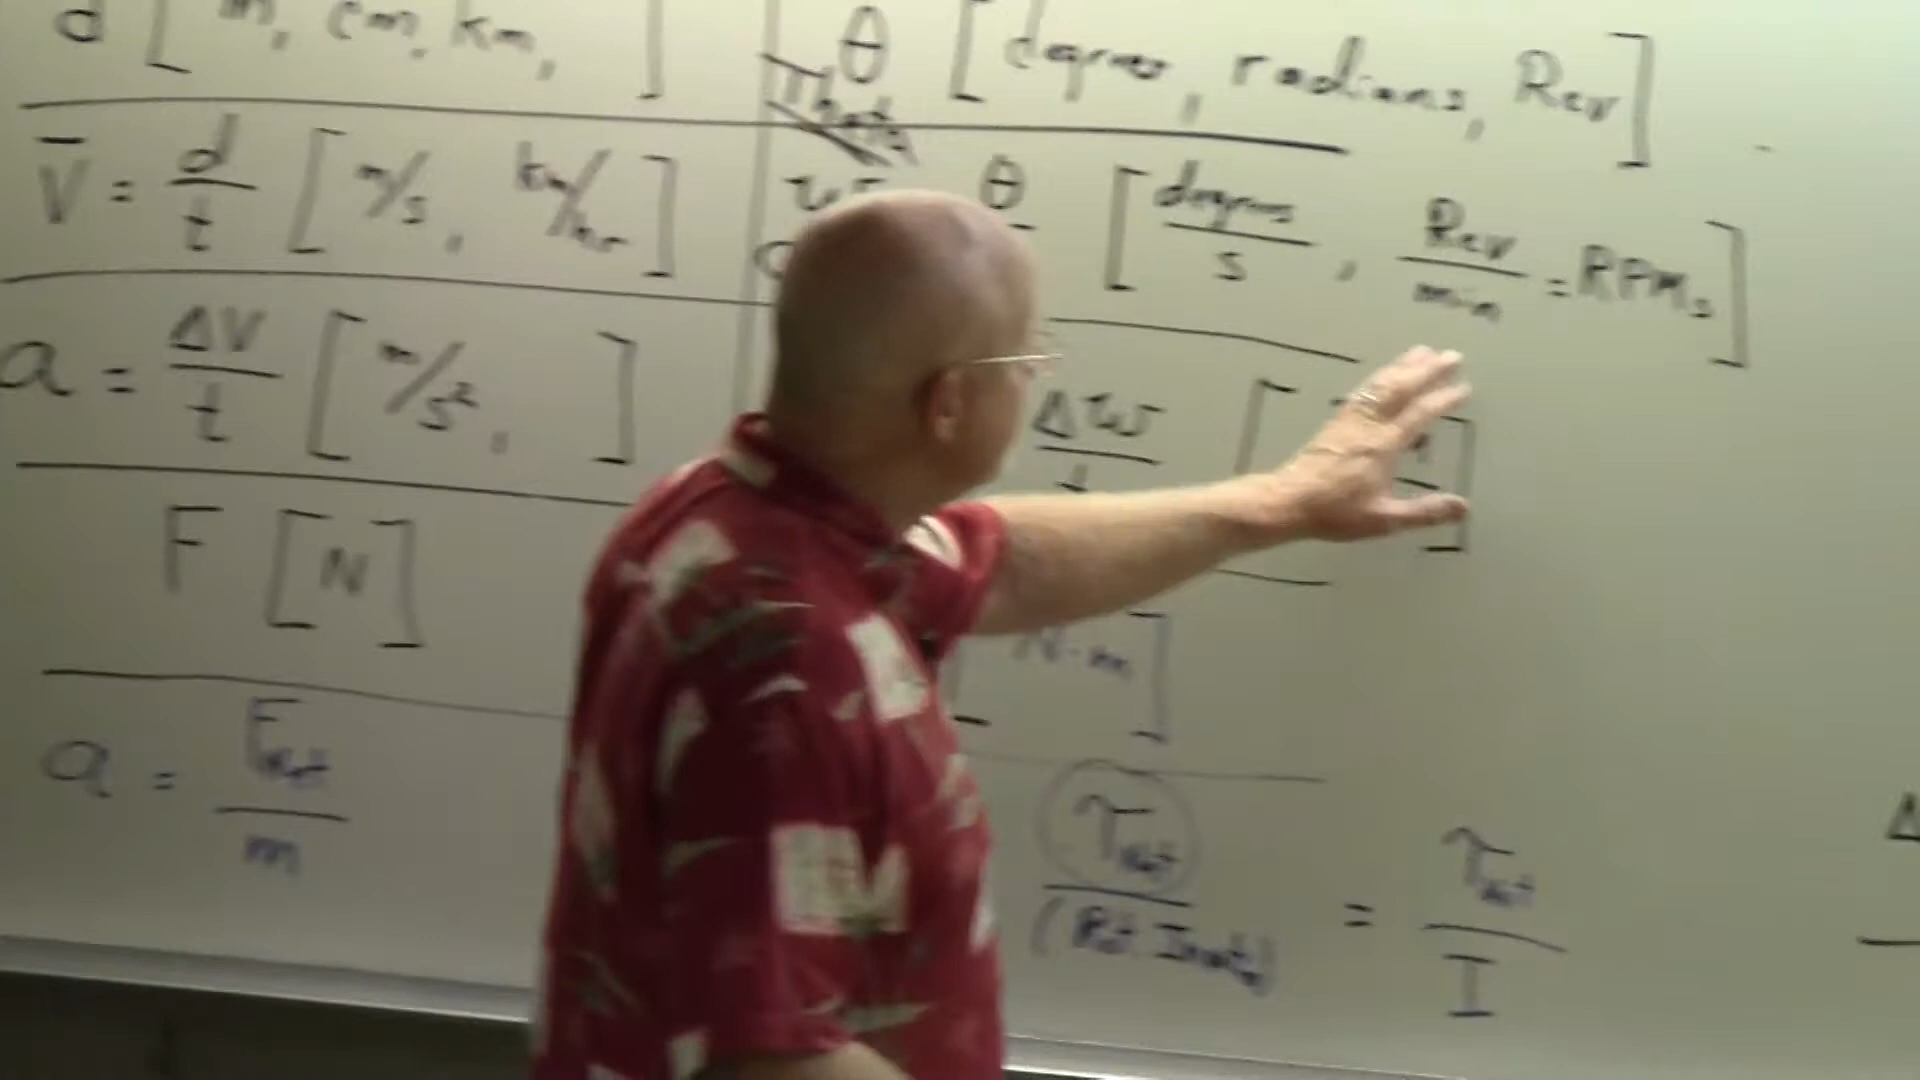 d [ m, cm, km, ]
θ [ degrees, radians, Rev ]
Theta
V̄ = d/t [ m/s, km/hr ]
ω θ [ degrees/s, Rev/min = RPMs ]
a = ΔV/t [ m/s², ]
Δω/t [ ]
F [ N ]
N·m ]
a = Fnet/m
τnet/(Rot. Inertia) = τnet/I
Δ